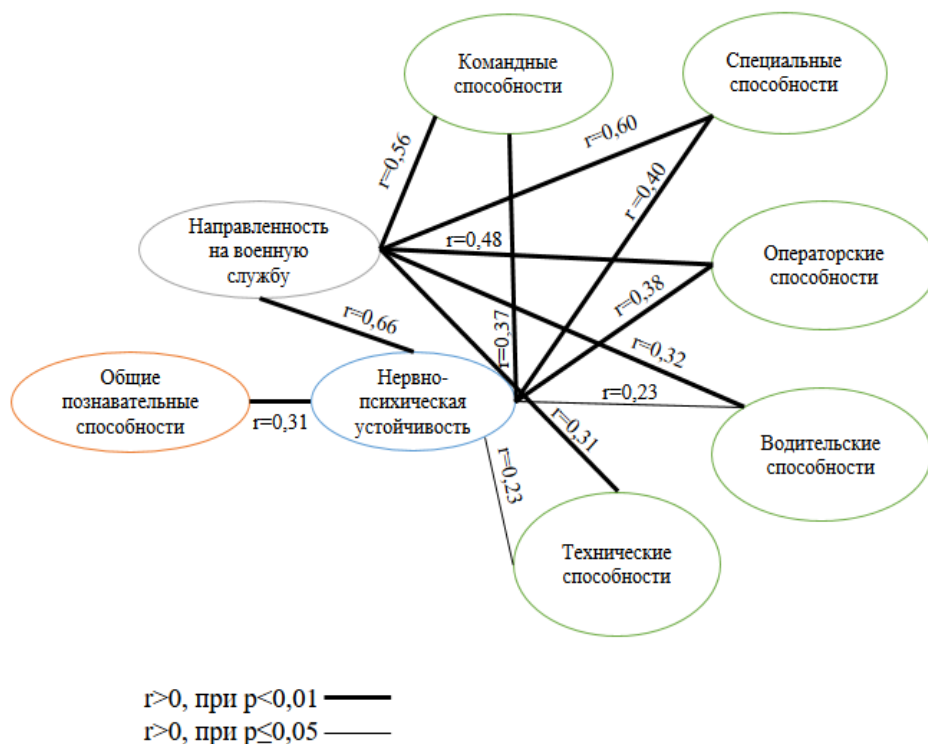 Командные
способности
Специальные
способности
r=0,56
r=0,60
r=0,40
Направленность
на военную
службу
r=0,48
Операторские
способности
r=0,38
r=0,66
r=0,37
r=0,32
Общие
познавательные
способности
r=0,31
Нервно-
психическая
устойчивость
r=0,23
r=0,31
Водительские
способности
r=0,23
Технические
способности
r>0, при p<0,01
r>0, при p≤0,05